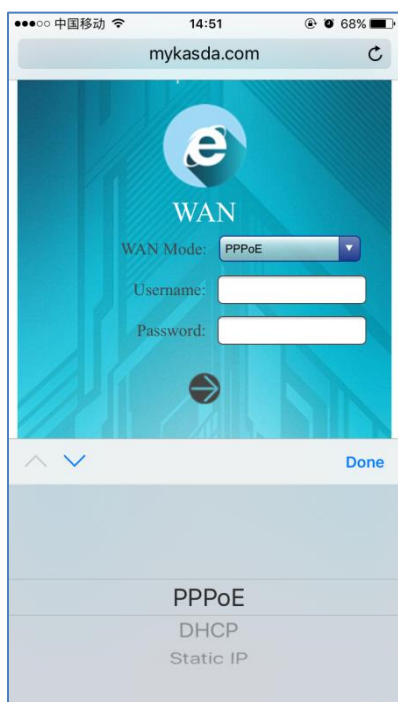 中国移动 14:51 68%
mykasda.com
WAN
WAN Mode: PPPoE
Username:
Password:
Done
PPPoE
DHCP
Static IP